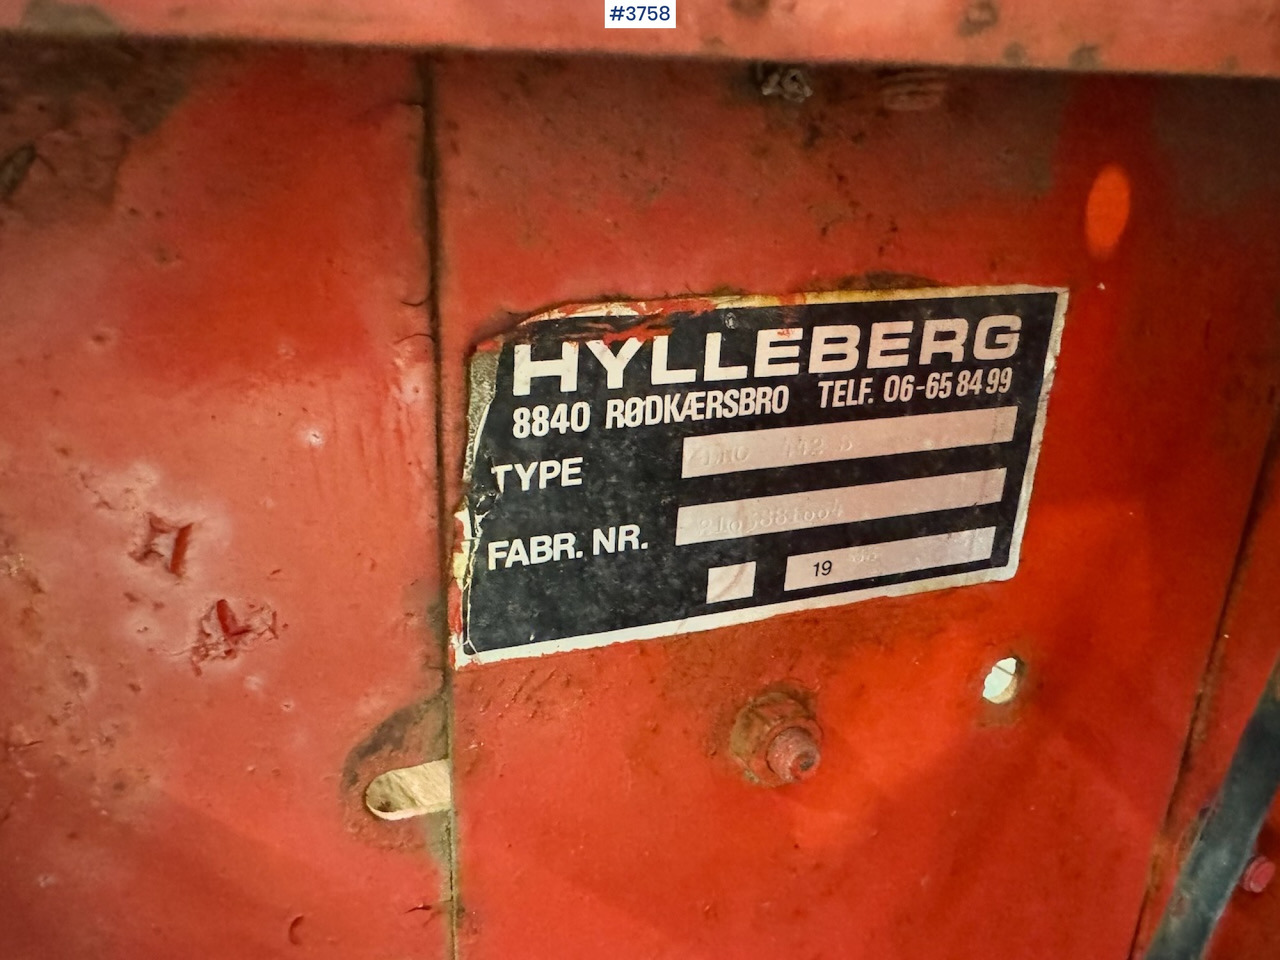 #3758
HYLLEBERG
8840 RØDKÆRSBRO TELF. 06-65 84 99
TYPE
FABR. NR.
19